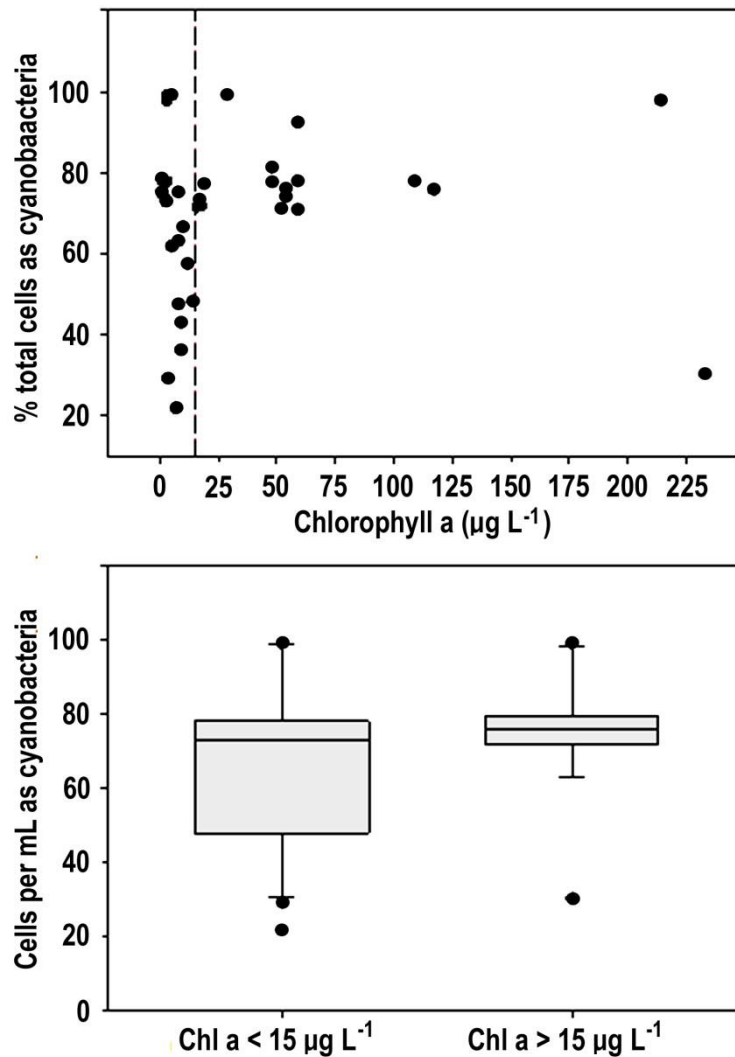 % total cells as cyanobaacteria
100
80
60
40
20
0 25 50 75 100 125 150 175 200 225
Chlorophyll a (µg L-1)
Cells per mL as cyanobacteria
100
80
60
40
20
0
Chl a < 15 µg L-1 Chl a > 15 µg L-1